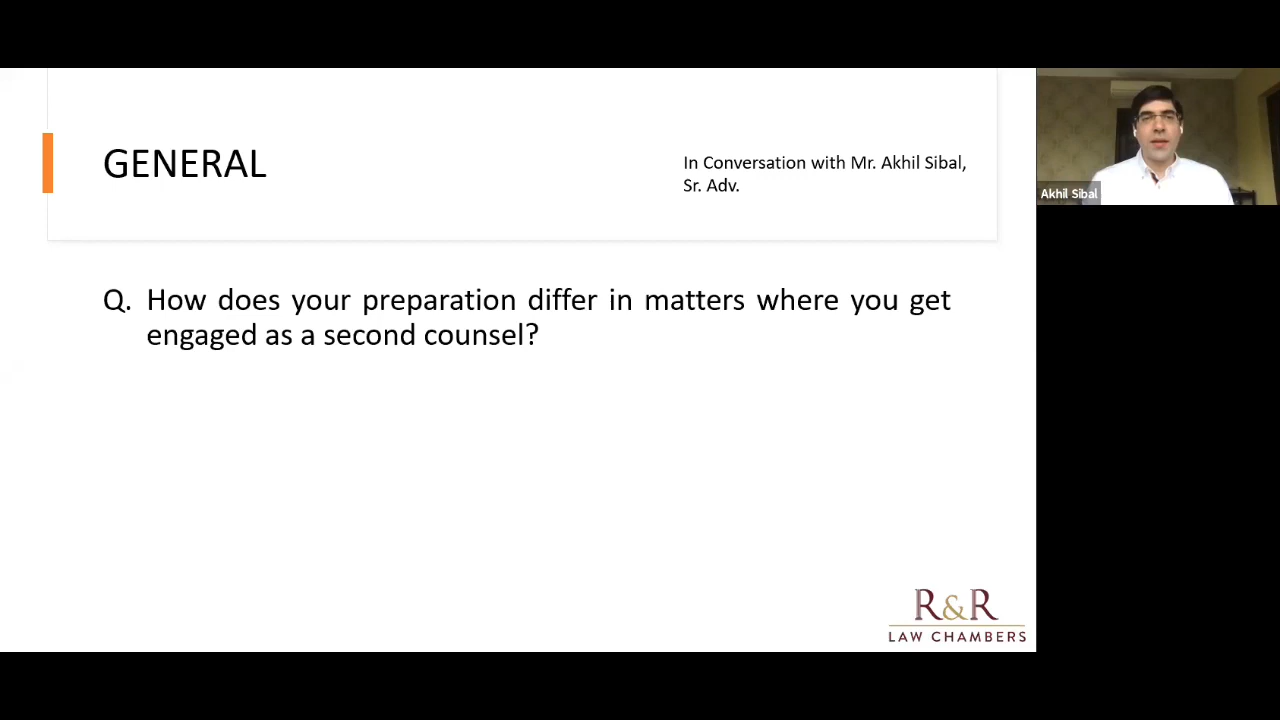 GENERAL
In Conversation with Mr. Akhil Sibal,
Sr. Adv.
Akhil Sibal
Q. How does your preparation differ in matters where you get
engaged as a second counsel?
R&R
LAW CHAMBERS